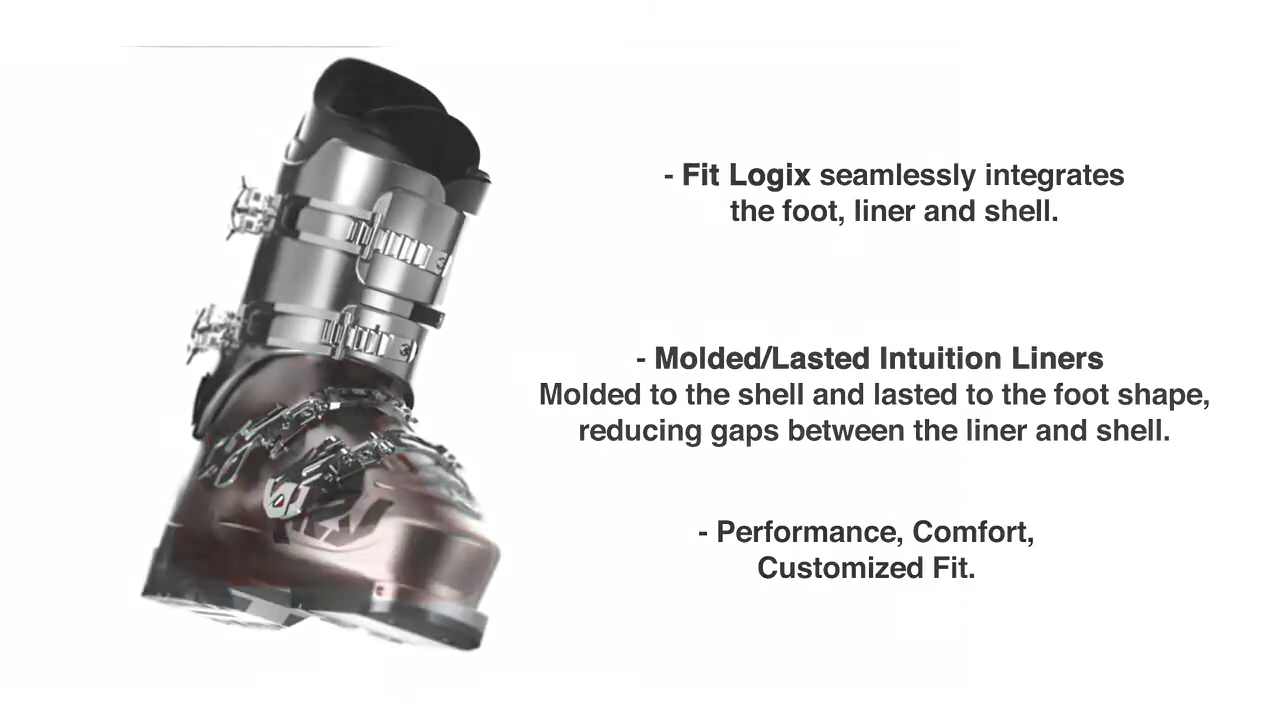 - Fit Logix seamlessly integrates
the foot, liner and shell.
- Molded/Lasted Intuition Liners
Molded to the shell and lasted to the foot shape,
reducing gaps between the liner and shell.
- Performance, Comfort,
Customized Fit.